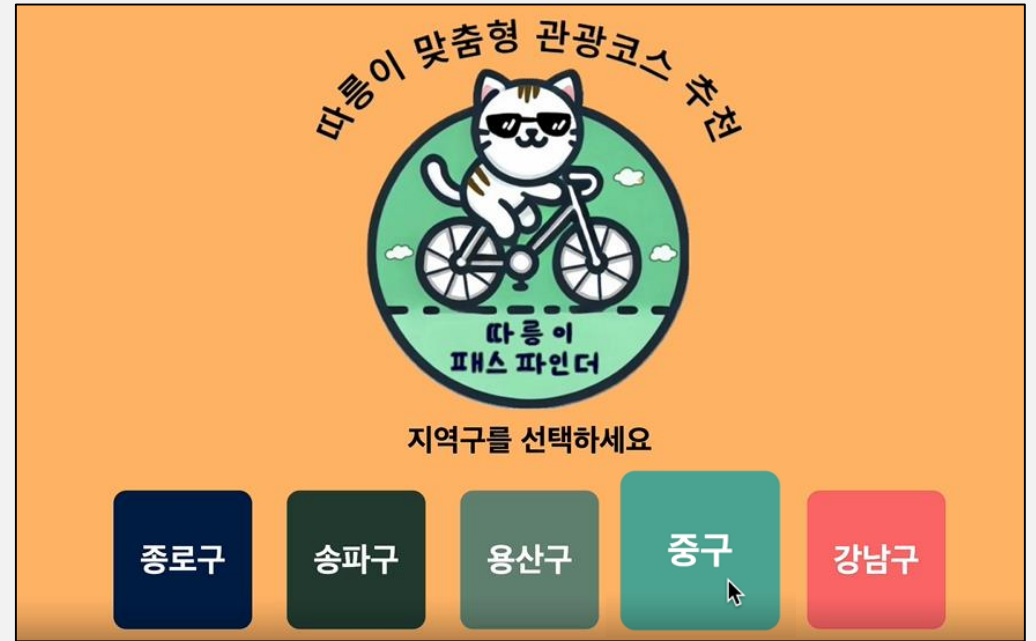 따릉이 맞춤형 관광코스 추천
따릉이
패스 파인더
지역구를 선택하세요
종로구
송파구
용산구
중구
강남구